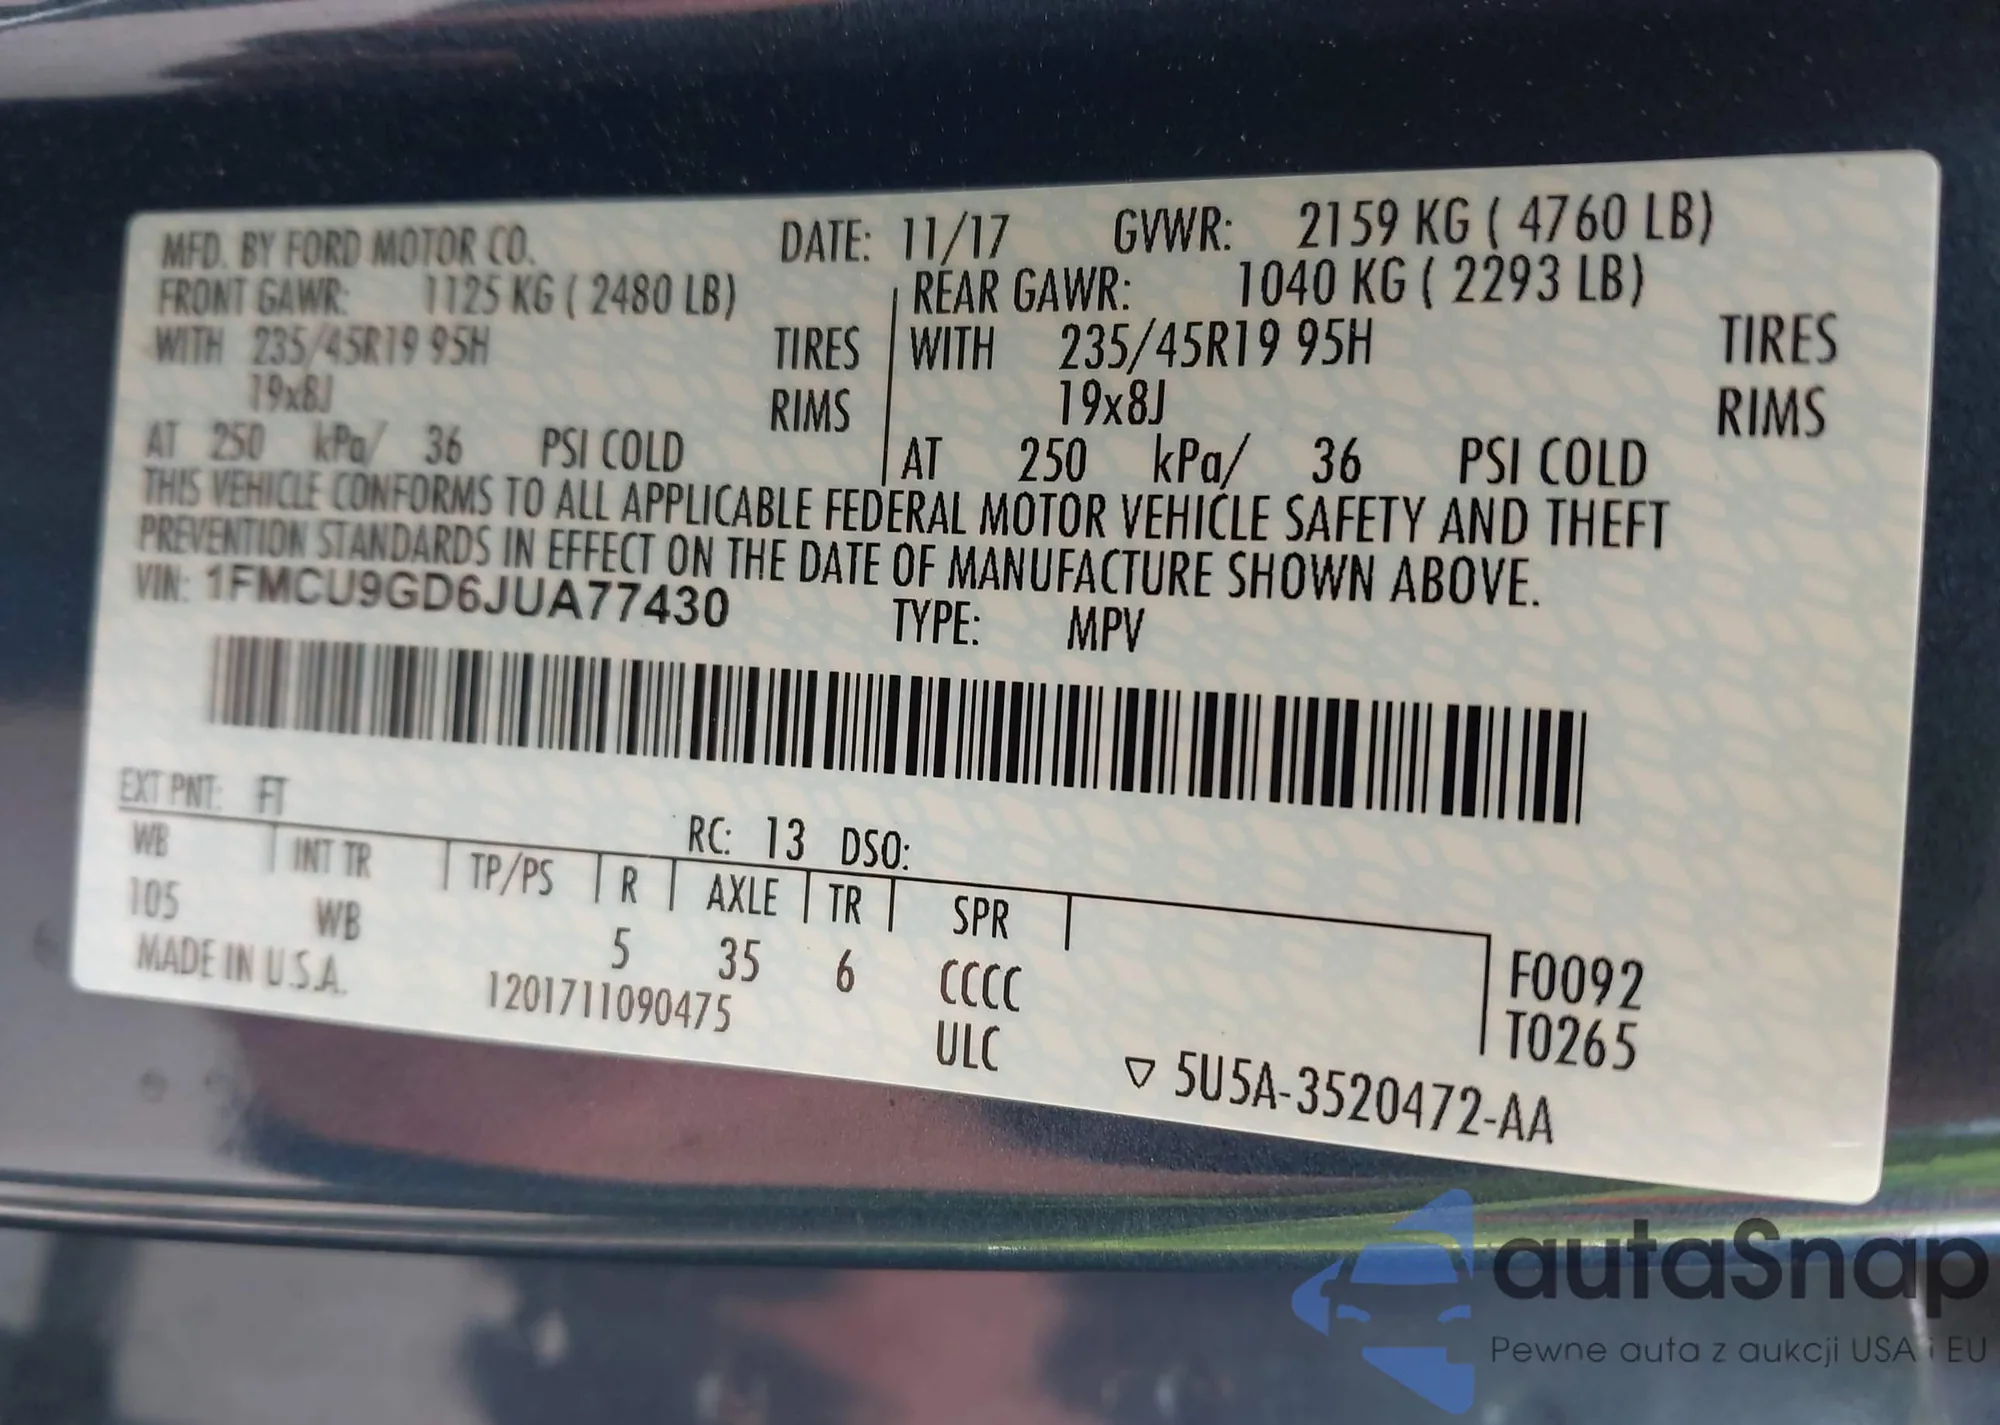 MFD. BY FORD MOTOR CO. DATE: 11/17 GVWR: 2159 KG ( 4760 LB)
FRONT GAWR: 1125 KG ( 2480 LB) REAR GAWR: 1040 KG ( 2293 LB)
WITH 235/45R19 95H TIRES WITH 235/45R19 95H TIRES
19x8J RIMS 19x8J RIMS
AT 250 kPa/ 36 PSI COLD AT 250 kPa/ 36 PSI COLD
THIS VEHICLE CONFORMS TO ALL APPLICABLE FEDERAL MOTOR VEHICLE SAFETY AND THEFT
PREVENTION STANDARDS IN EFFECT ON THE DATE OF MANUFACTURE SHOWN ABOVE.
VIN: 1FMCU9GD6JUA77430 TYPE: MPV
EXT PNT: FT RC: 13 DSO:
WB INT TR TP/PS R AXLE TR SPR
105 WB 5 35 6 CCCC F0092
MADE IN U.S.A. 1201711090475 ULC T0265
▽ 5U5A-3520472-AA
autaSnap
Pewne auta z aukcji USA i EU